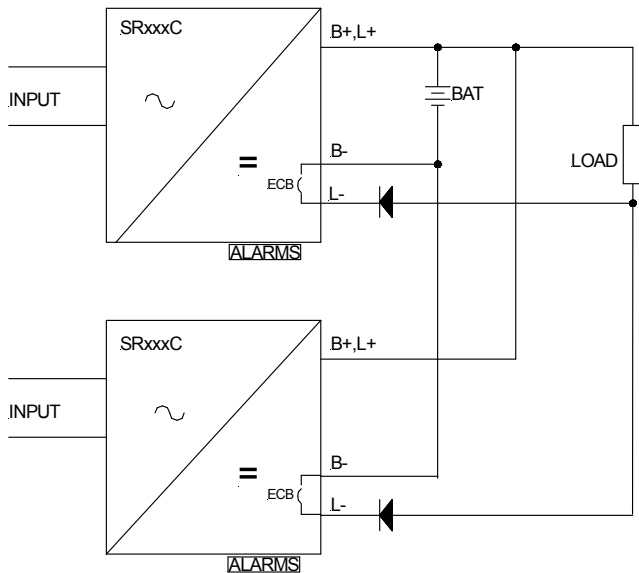 SRxxxC
B+,L+
INPUT
BAT
B-
ECB
L-
LOAD
ALARMS
SRxxxC
B+,L+
INPUT
B-
ECB
L-
ALARMS